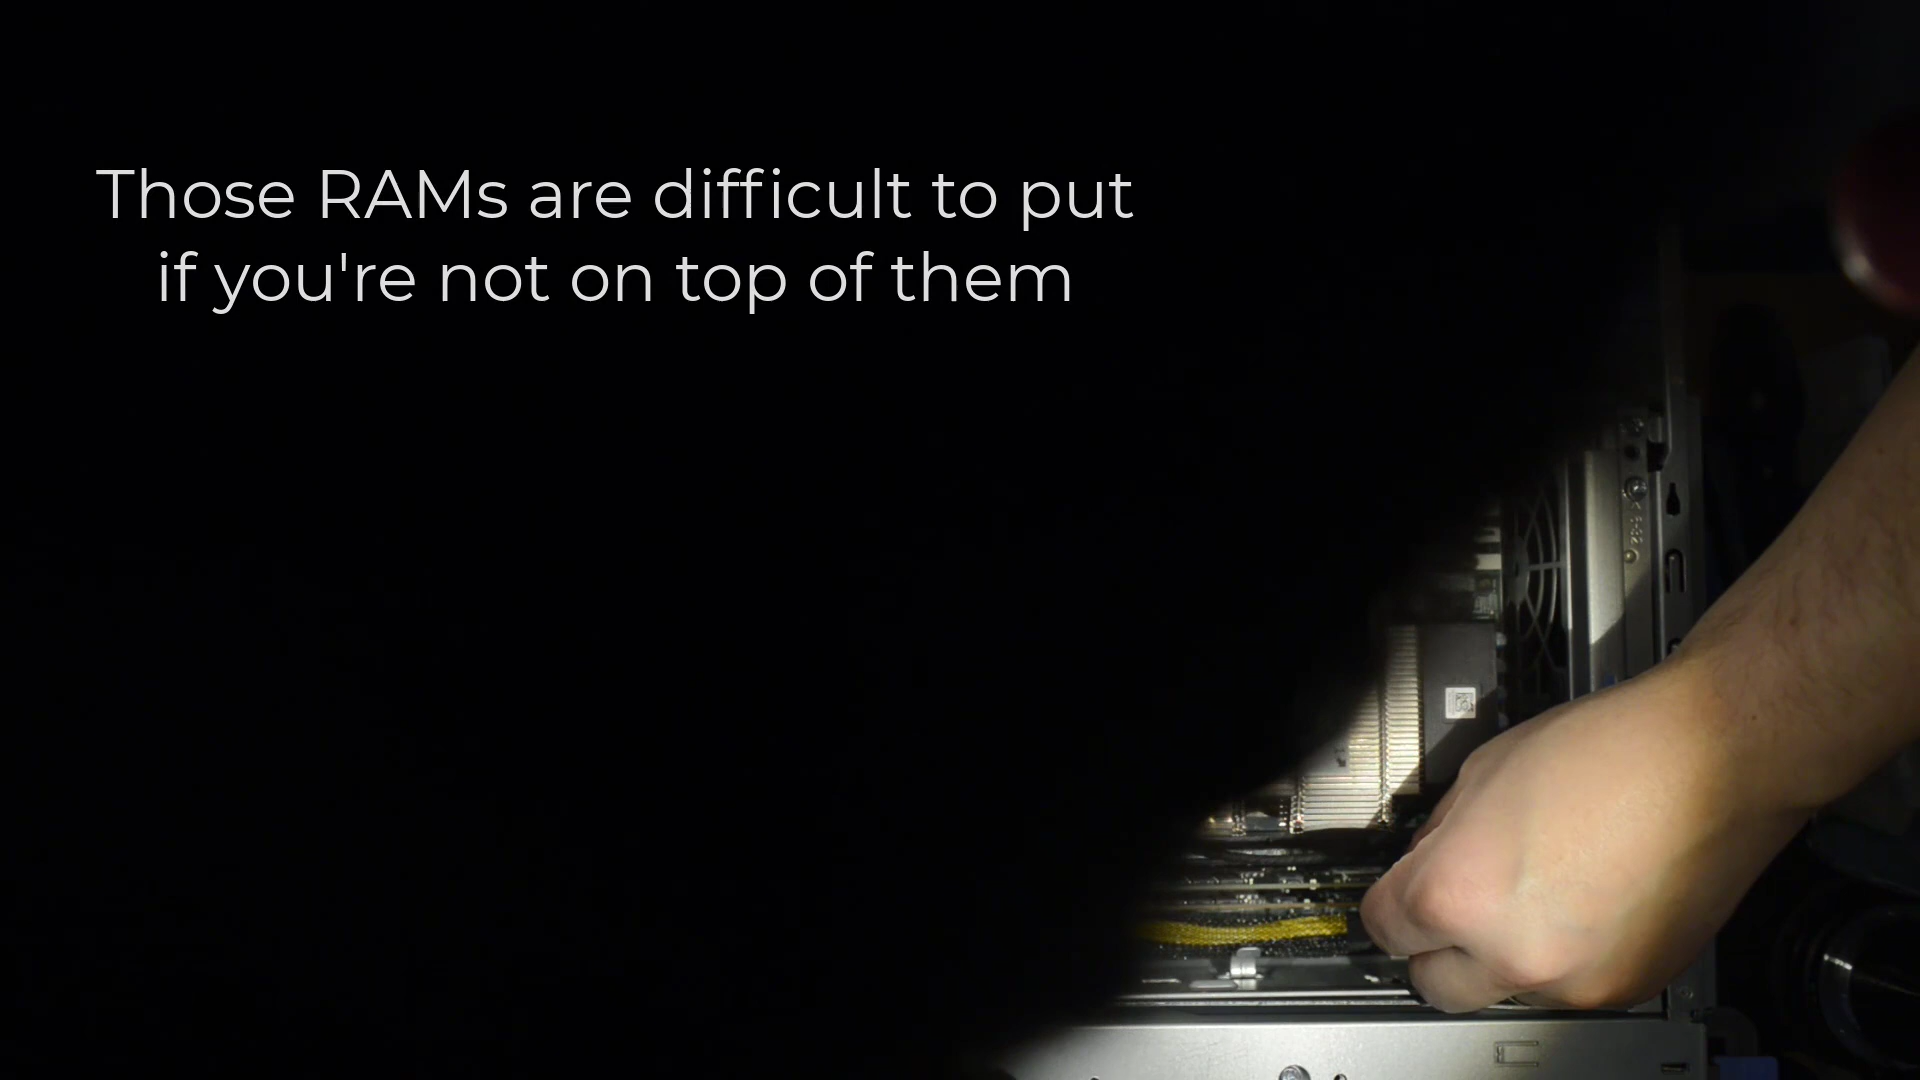 Those RAMs are difficult to put
if you're not on top of them